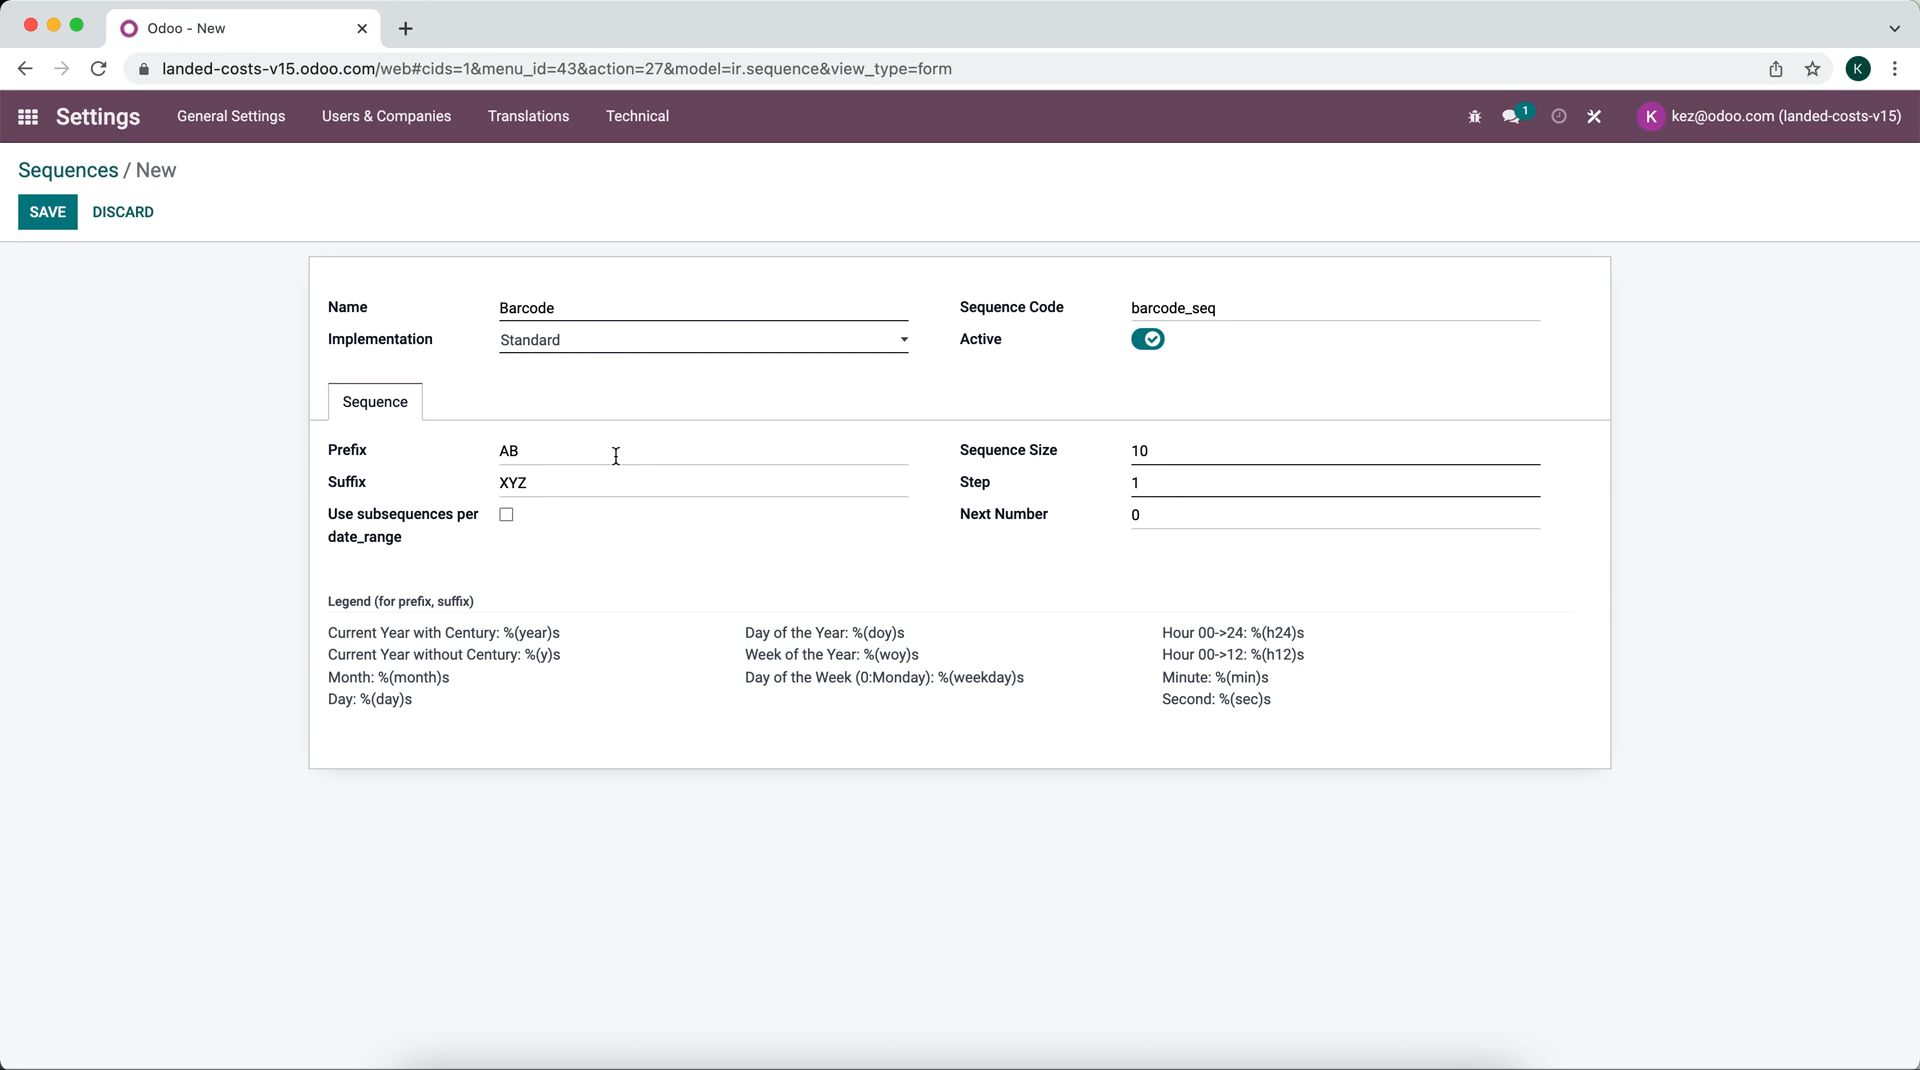 Odoo - New
landed-costs-v15.odoo.com/web#cids=1&menu_id=43&action=27&model=ir.sequence&view_type=form
K
Settings General Settings Users & Companies Translations Technical
1
K kez@odoo.com (landed-costs-v15)
Sequences / New
SAVE DISCARD
Name Barcode Sequence Code barcode_seq
Implementation Standard Active
Sequence
Prefix AB Sequence Size 10
Suffix XYZ Step 1
Use subsequences per Next Number 0
date_range
Legend (for prefix, suffix)
Current Year with Century: %(year)s Day of the Year: %(doy)s Hour 00->24: %(h24)s
Current Year without Century: %(y)s Week of the Year: %(woy)s Hour 00->12: %(h12)s
Month: %(month)s Day of the Week (0:Monday): %(weekday)s Minute: %(min)s
Day: %(day)s Second: %(sec)s